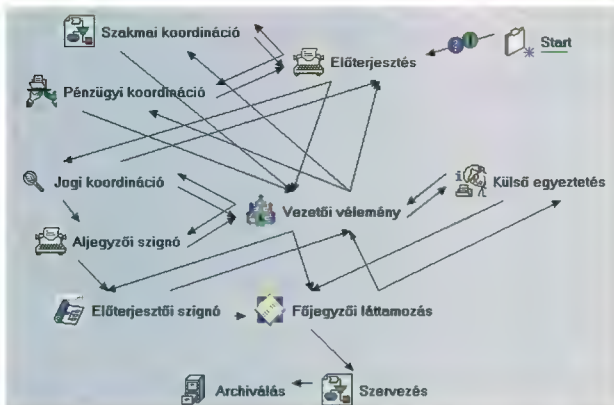 Szakmai koordináció
Előterjesztés
Start
Pénzügyi koordináció
Jogi koordináció
Külső egyeztetés
Vezetői vélemény
Aljegyzői szignó
Előterjesztői szignó
Főjegyzői láttamozás
Archiválás
Szervezés